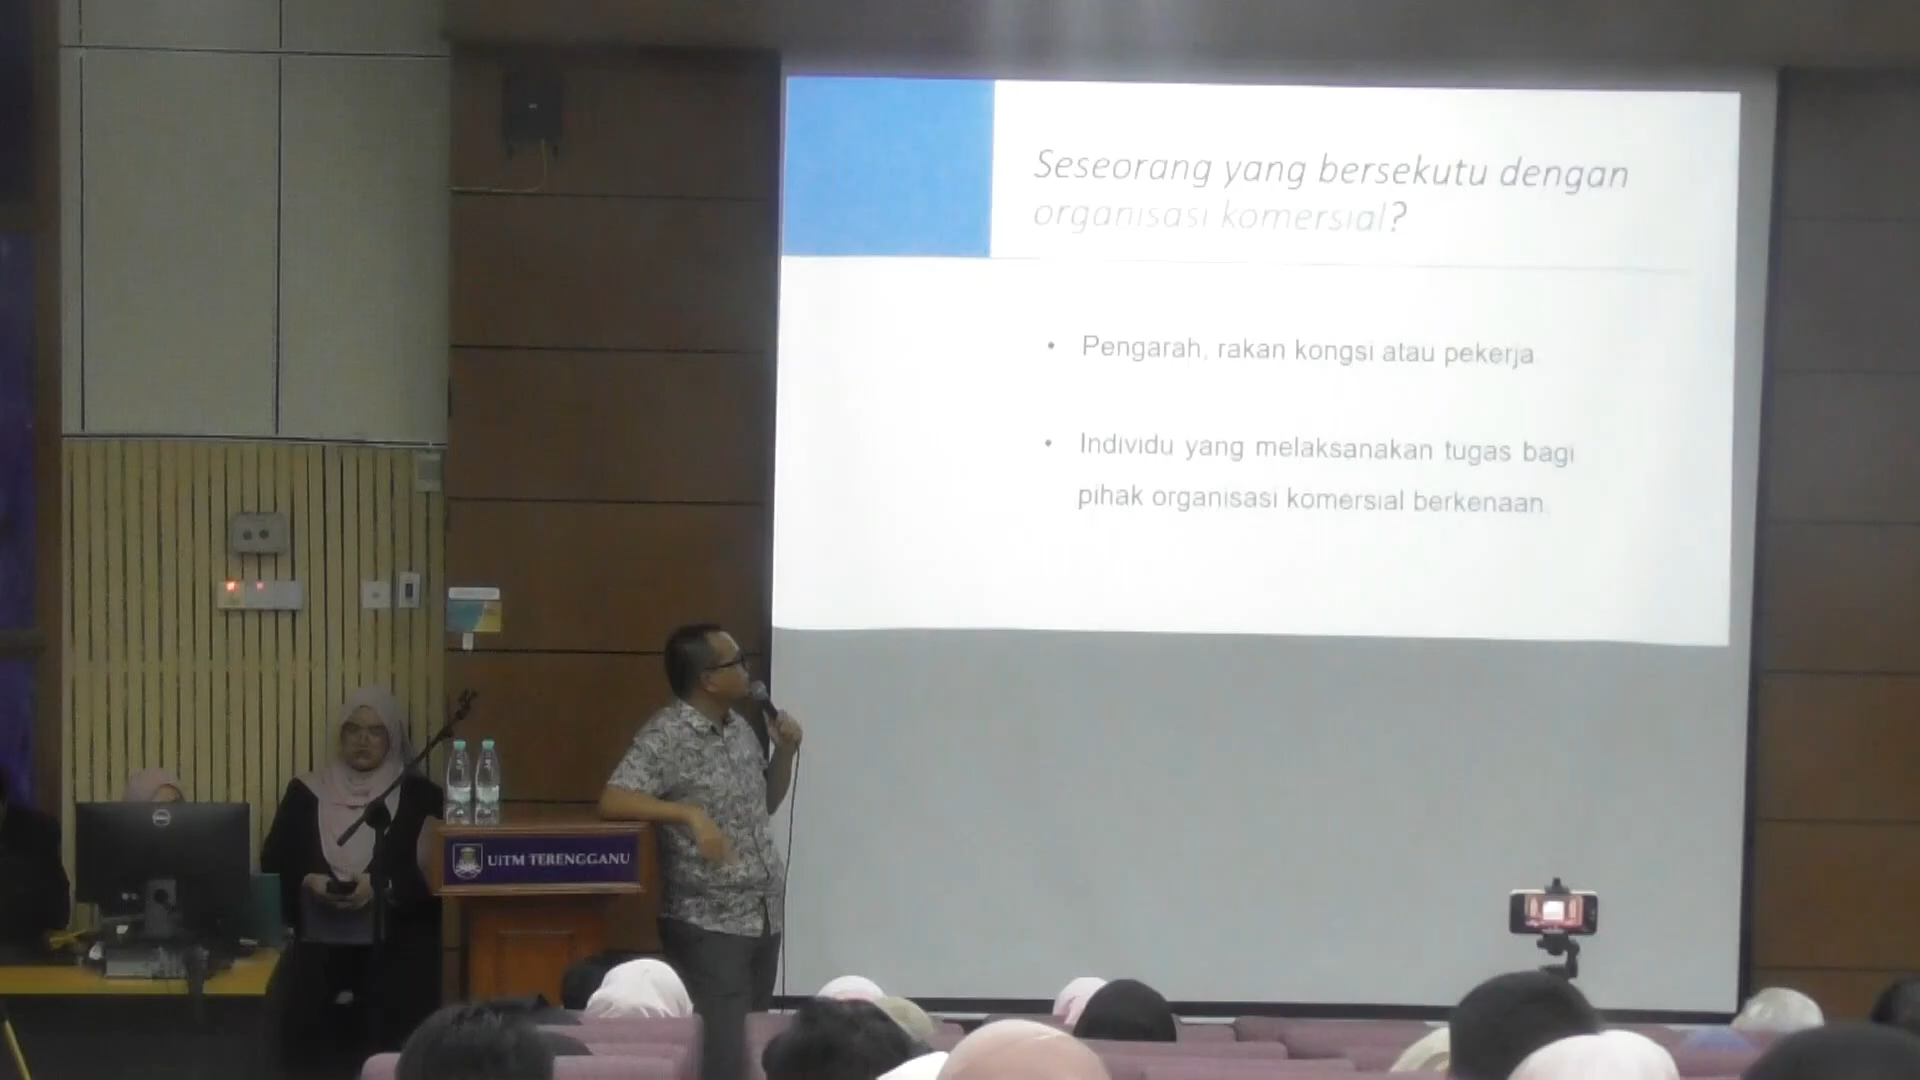 Seseorang yang bersekutu dengan
organisasi komersial?
• Pengarah, rakan kongsi atau pekerja
• Individu yang melaksanakan tugas bagi
pihak organisasi komersial berkenaan.
UiTM TERENGGANU
DELL